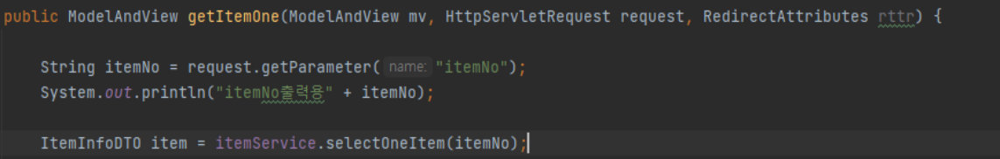 public ModelAndView getItemOne(ModelAndView mv, HttpServletRequest request, RedirectAttributes rttr) {
String itemNo = request.getParameter( name: "itemNo");
System.out.println("itemNo출력용" + itemNo);
ItemInfoDTO item = itemService.selectOneItem(itemNo);